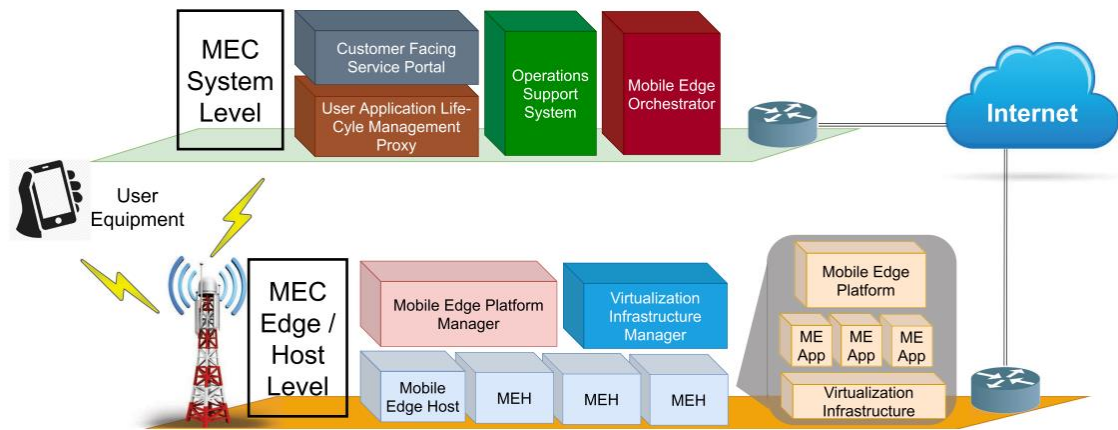 MEC
System
Level
Customer Facing
Service Portal
User Application Life-
Cyle Management
Proxy
Operations
Support
System
Mobile Edge
Orchestrator
Internet
User
Equipment
MEC
Edge /
Host
Level
Mobile Edge Platform
Manager
Virtualization
Infrastructure
Manager
Mobile
Edge Host
MEH
MEH
MEH
Mobile Edge
Platform
ME
App
ME
App
ME
App
Virtualization
Infrastructure